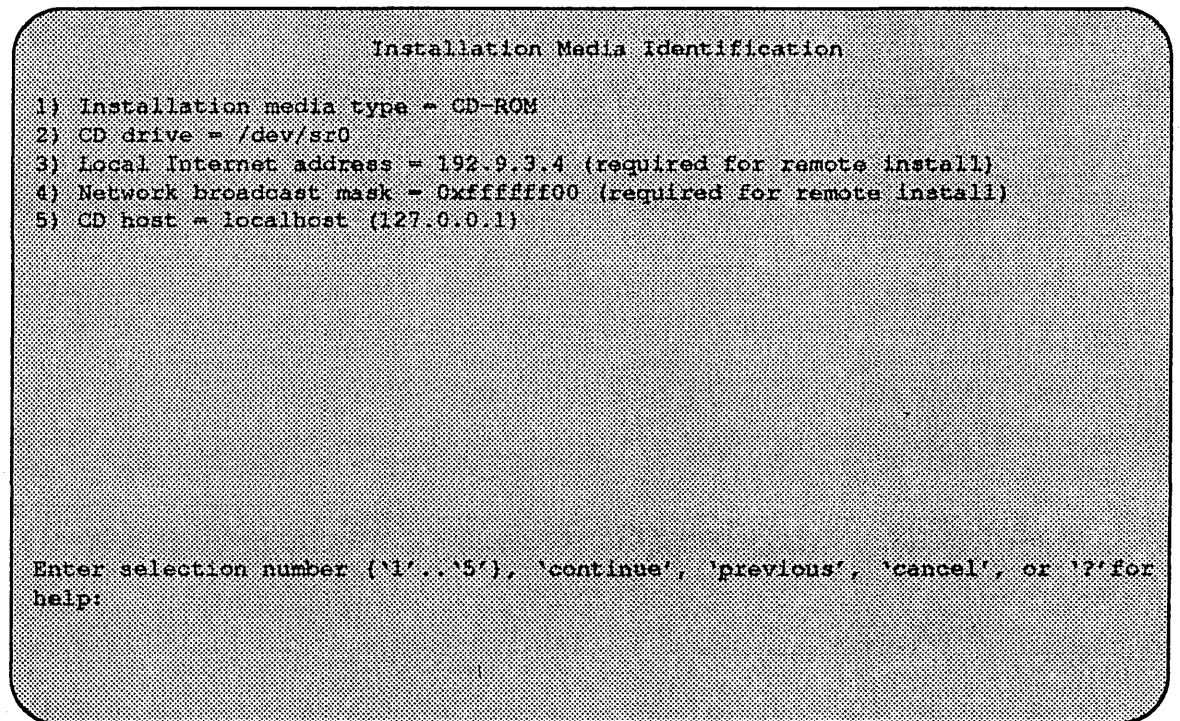 Installation Media Identification
1) Installation media type = CD-ROM
2) CD drive = /dev/sr0
3) Local Internet address = 192.9.3.4 (required for remote install)
4) Network broadcast mask = 0xffffff00 (required for remote install)
5) CD host = localhost (127.0.0.1)
Enter selection number (`1'..`5'), `continue', `previous', `cancel', or `?'for
help: